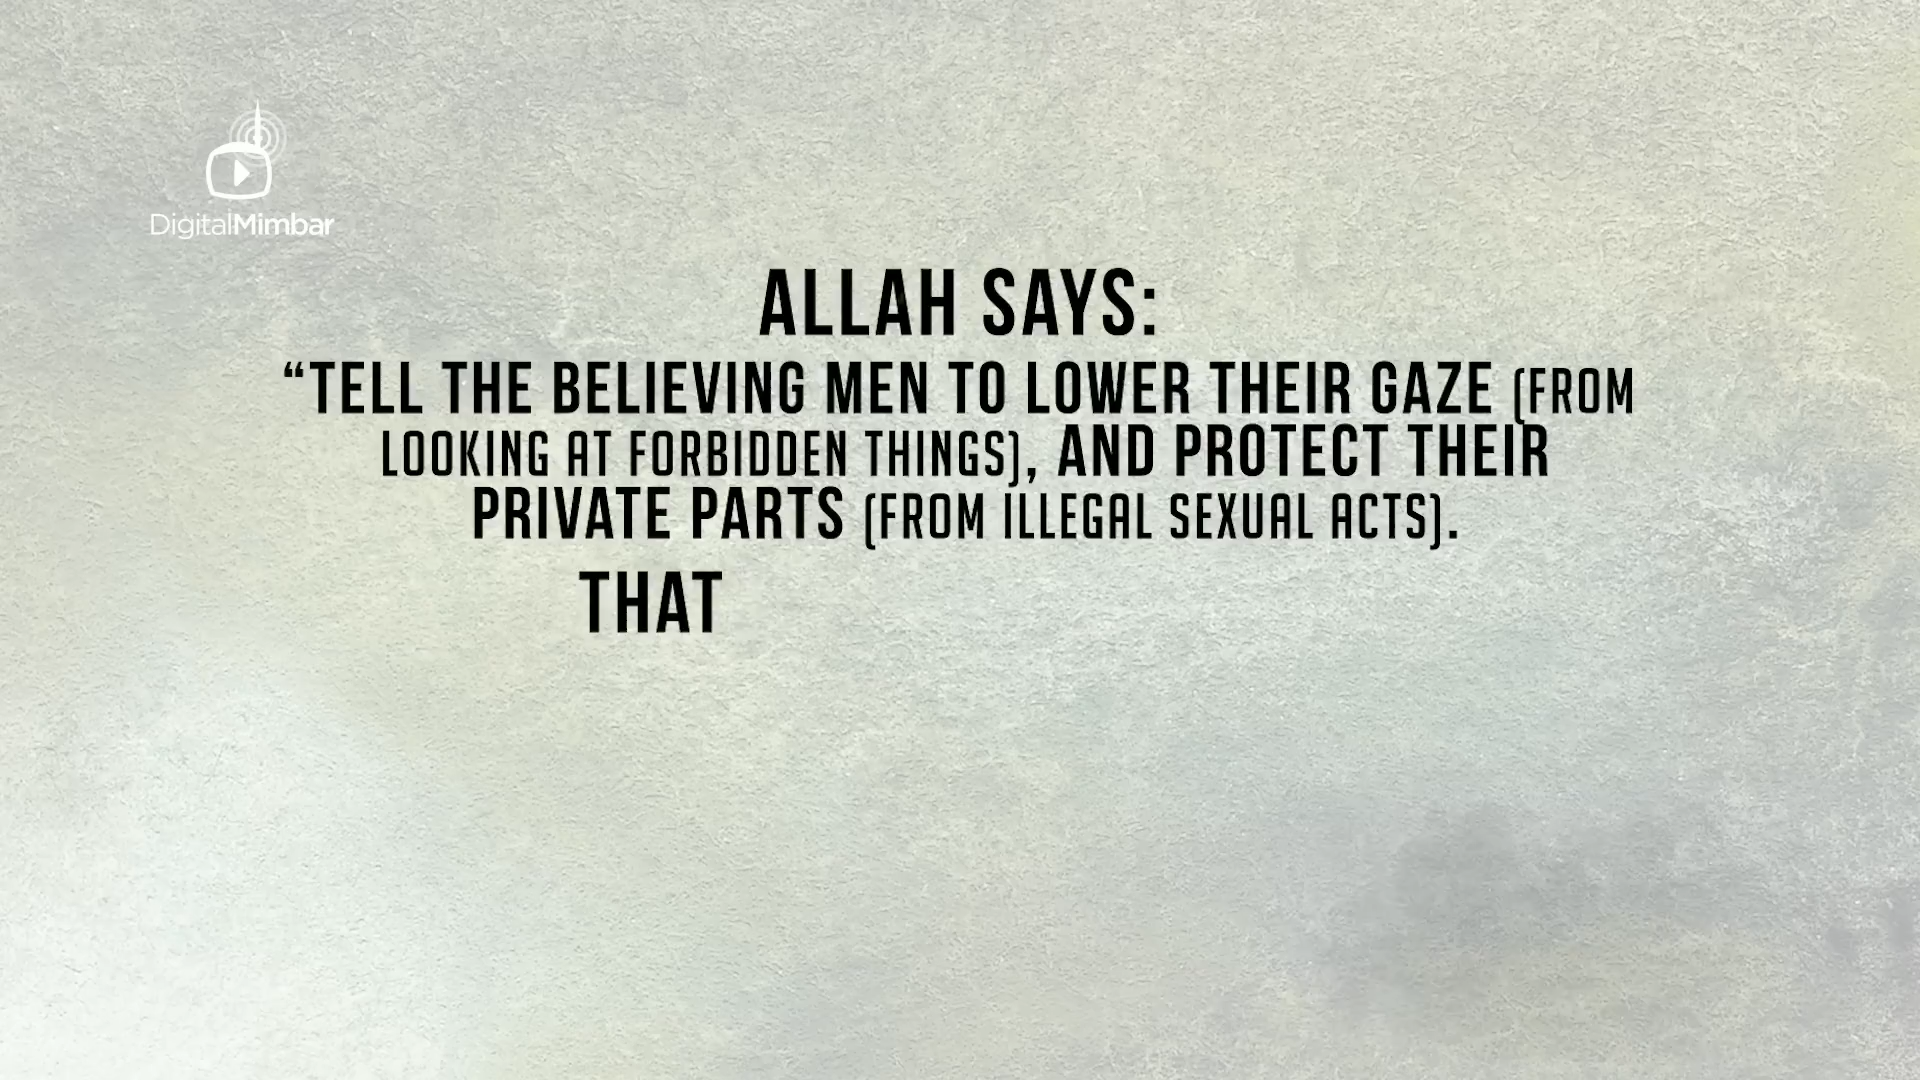 DigitalMimbar
ALLAH SAYS:
“TELL THE BELIEVING MEN TO LOWER THEIR GAZE (FROM
LOOKING AT FORBIDDEN THINGS), AND PROTECT THEIR
PRIVATE PARTS (FROM ILLEGAL SEXUAL ACTS).
THAT